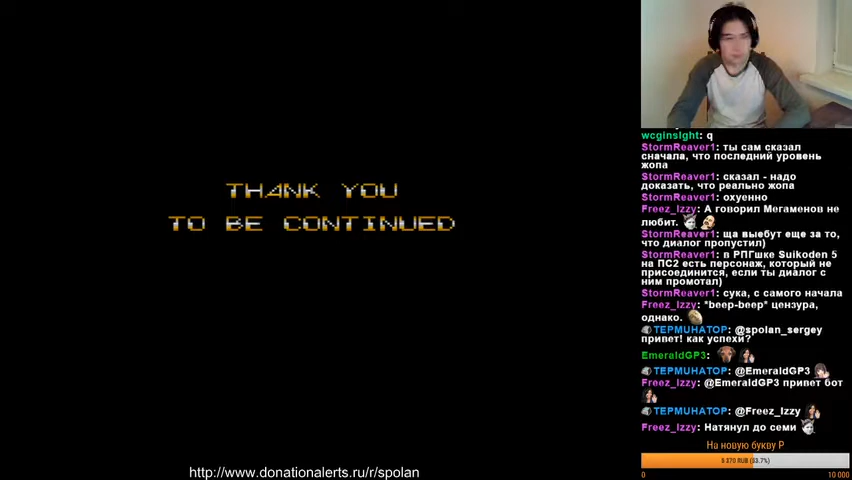 THANK YOU
TO BE CONTINUED
wcginsight: q
StormReaver1: ты сам сказал
сначала, что последний уровень
жопа
StormReaver1: сказал - надо
доказать, что реально жопа
StormReaver1: охуенно
Freez_Izzy: А говорил Мегаменов не
любит.
StormReaver1: ща выебут еще за то,
что диалог пропустил)
StormReaver1: в РПГшке Suikoden 5
на ПС2 есть персонаж, который не
присоединится, если ты диалог с
ним промотал)
StormReaver1: сука, с самого начала
Freez_Izzy: *beep-beep* цензура,
однако.
ТЕРМИНАТОР: @spolan_sergey
привет! как успехи?
EmeraldGP3:
ТЕРМИНАТОР: @EmeraldGP3
Freez_Izzy: @EmeraldGP3 привет бот
ТЕРМИНАТОР: @Freez_Izzy
Freez_Izzy: Натянул до семи
На новую букву Р
0
10 000
http://www.donationalerts.ru/r/spolan